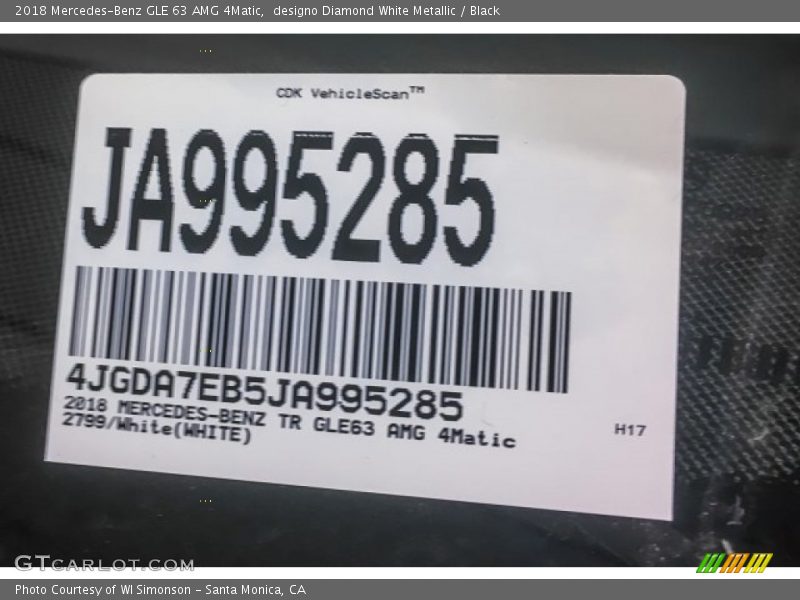 2018 Mercedes-Benz GLE 63 AMG 4Matic, designo Diamond White Metallic / Black
CDK VehicleScan™
JA995285
4JGDA7EB5JA995285
2018 MERCEDES-BENZ TR GLE63 AMG 4Matic
2799/White(WHITE)
H17
GTCARLOT.COM
Photo Courtesy of WI Simonson - Santa Monica, CA